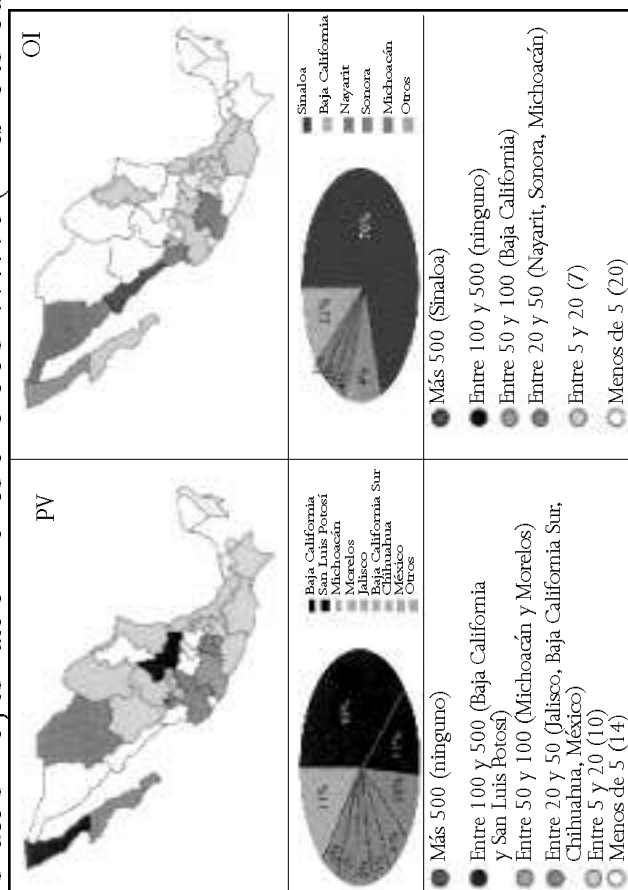 PV
OI
Baja California
San Luis Potosí
Michoacán
Morelos
Jalisco
Baja California Sur
Chihuahua
México
Otros
11%
Sinaloa
Baja California
Nayarit
Sonora
Michoacán
Otros
70%
Más 500 (ninguno)
Entre 100 y 500 (Baja California
y San Luis Potosí)
Entre 50 y 100 (Michoacán y Morelos)
Entre 20 y 50 (Jalisco, Baja California Sur,
Chihuahua, México)
Entre 5 y 20 (10)
Menos de 5 (14)
Más 500 (Sinaloa)
Entre 100 y 500 (ninguno)
Entre 50 y 100 (Baja California)
Entre 20 y 50 (Nayarit, Sonora, Michoacán)
Entre 5 y 20 (7)
Menos de 5 (20)